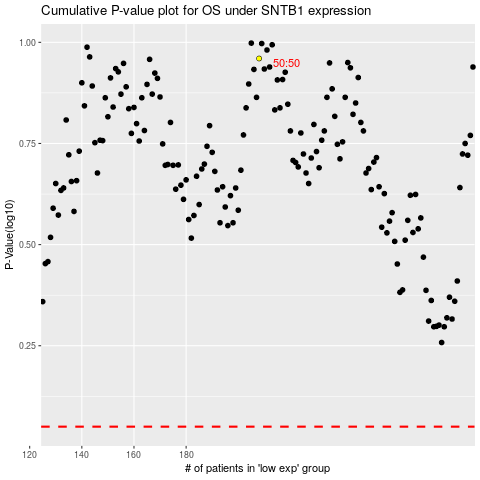 Cumulative P-value plot for OS under SNTB1 expression
P-Value(log10)
1.00
0.75
0.50
0.25
50:50
120 140 160 180
# of patients in 'low exp' group